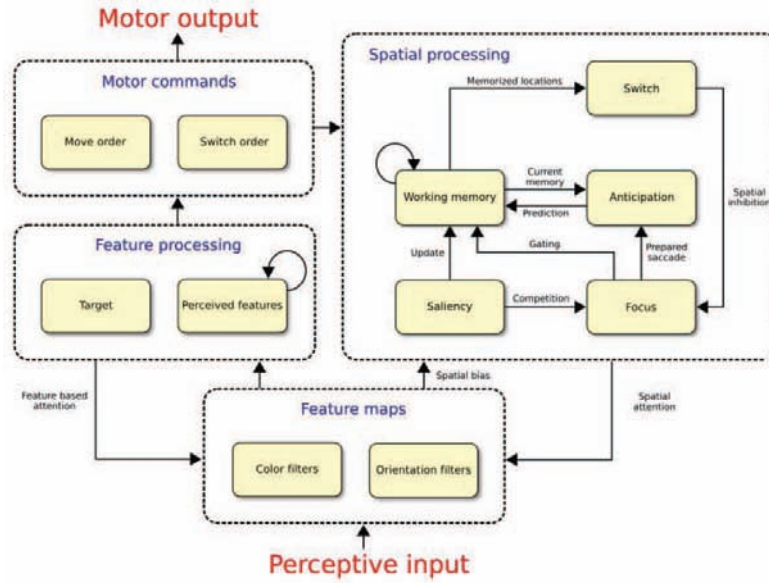 Motor output
Motor commands
Move order
Switch order
Feature processing
Target
Perceived features
Spatial processing
Memorized locations
Switch
Working memory
Current
memory
Prediction
Anticipation
Spatial
inhibition
Update
Gating
Prepared
saccade
Saliency
Competition
Focus
Feature based
attention
Spatial bias
Spatial
attention
Feature maps
Color filters
Orientation filters
Perceptive input